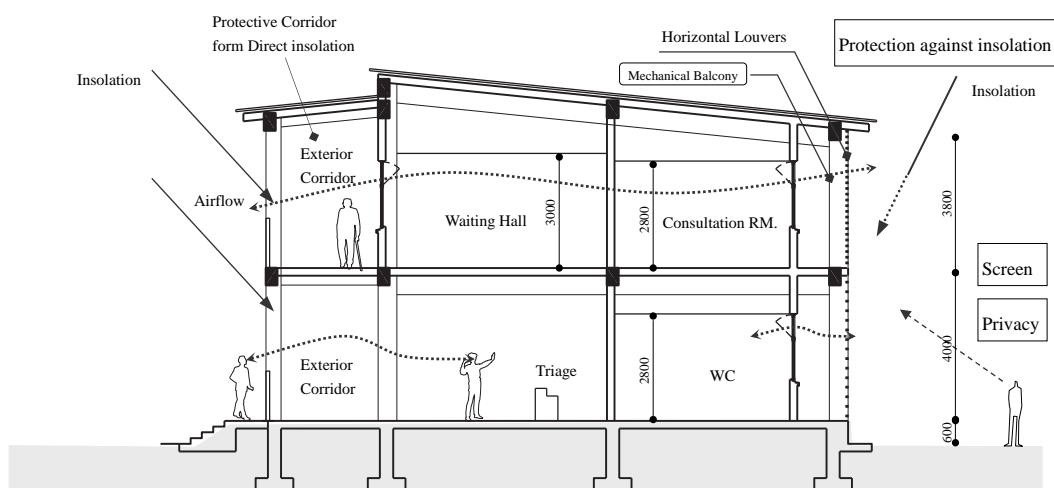 Protective Corridor
form Direct insolation
Horizontal Louvers
Protection against insolation
Insolation
Mechanical Balcony
Insolation
Exterior
Corridor
Airflow
Waiting Hall
3000
2800
Consultation RM.
3800
Screen
Privacy
4000
Exterior
Corridor
Triage
2800
WC
600